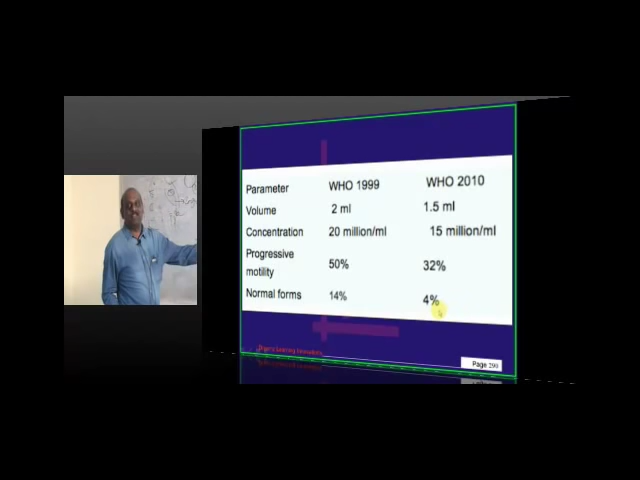 Parameter WHO 1999 WHO 2010
Volume 2 ml 1.5 ml
Concentration 20 million/ml 15 million/ml
Progressive motility 50% 32%
Normal forms 14% 4%
Page 290